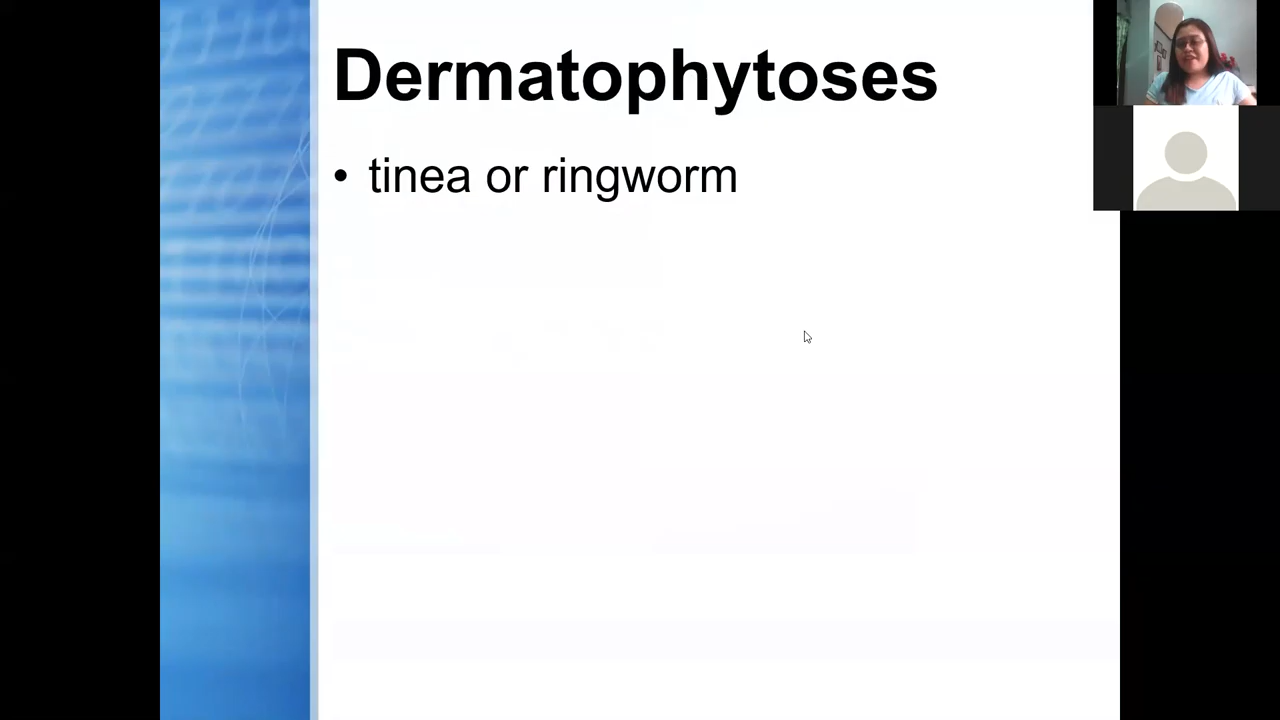 Dermatophytoses
• tinea or ringworm